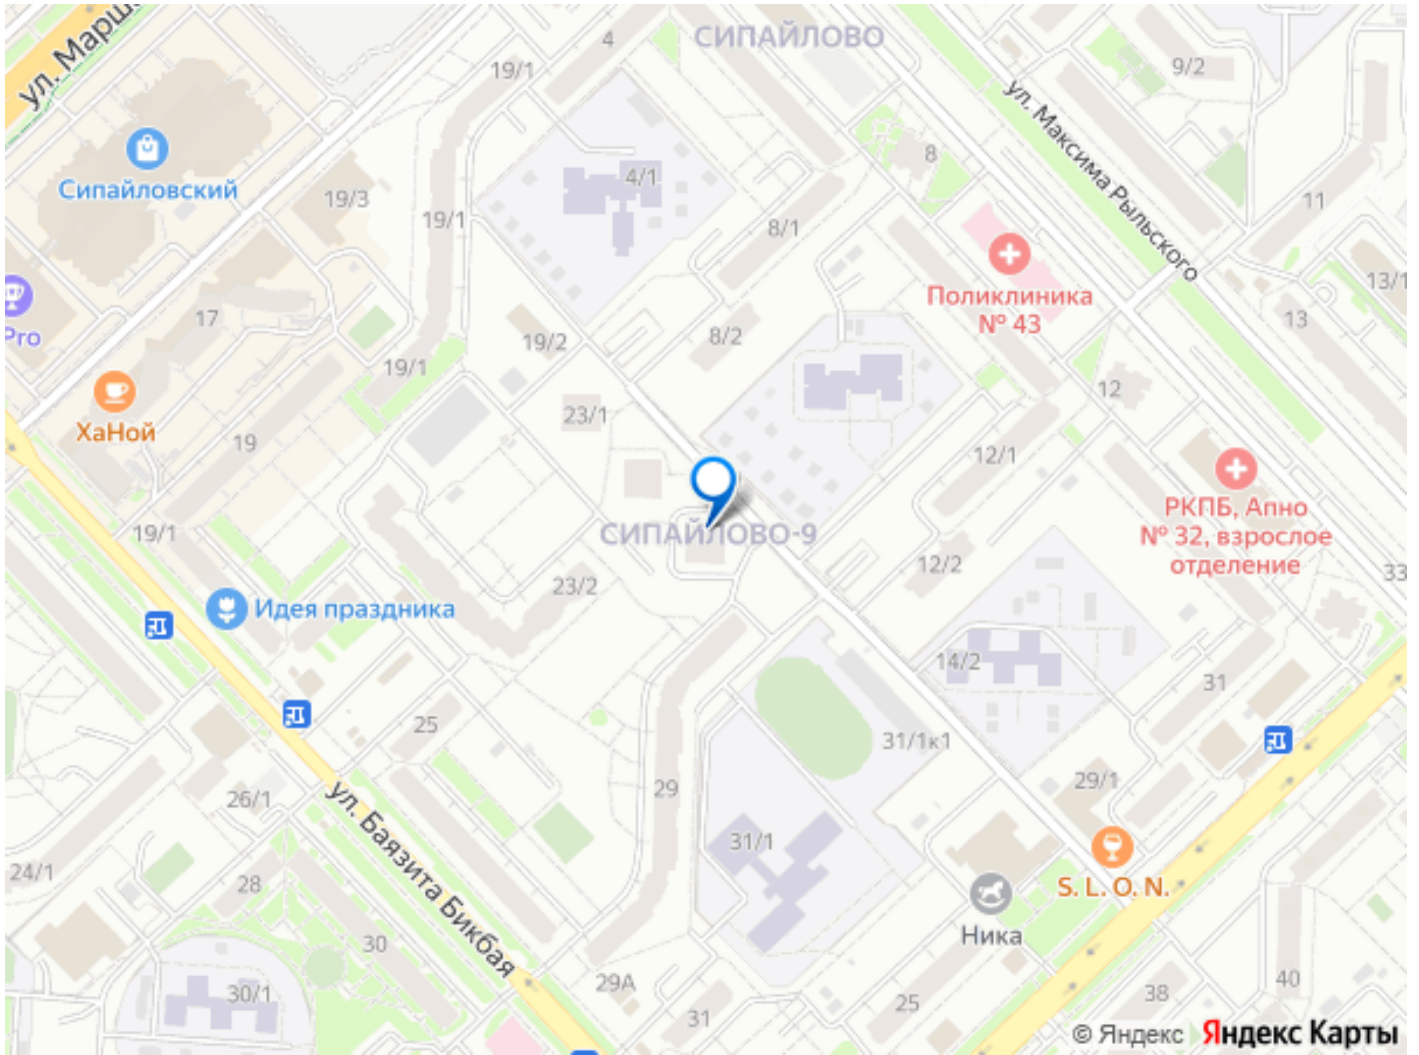 ул. Марш
4
СИПАЙЛОВО
9/2
19/1
ул. Максима Рыльского
8
Сипайловский
19/3
4/1
11
19/1
8/1
Поликлиника
№ 43
13/1
Pro
17
19/2
8/2
13
19/1
12
ХаНой
19
23/1
12/1
РКПБ, Апно
№ 32, взрослое
отделение
19/1
СИПАЙЛОВО-9
12/2
33
23/2
Идея праздника
14/2
31
25
31/1к1
26/1
29
29/1
ул. Баязита Бикбая
31/1
24/1
28
S. L. O. N.
Ника
30
29А
30/1
31
25
38
40
© Яндекс Яндекс Карты